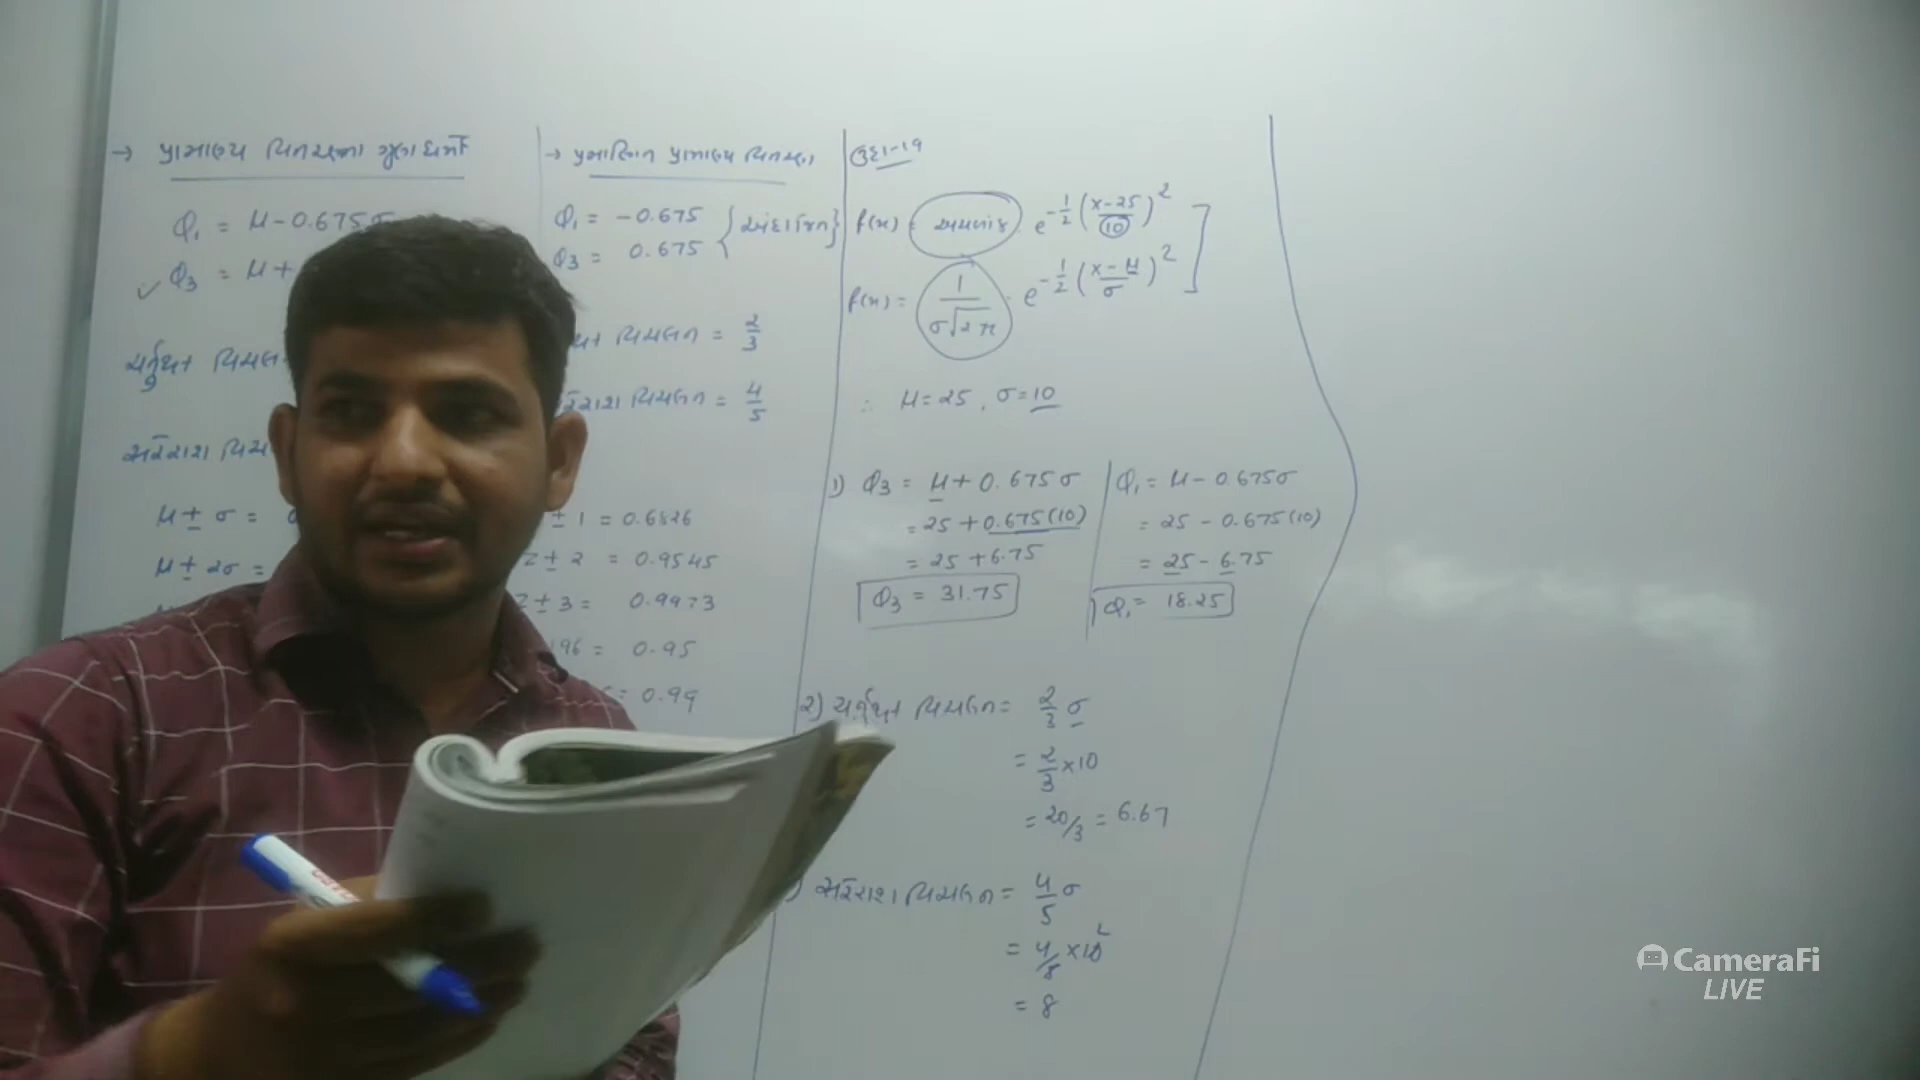 → પ્રામાણ્ય વિતરણના ગુણધર્મો
Q₁ = μ - 0.675σ
✓ Q₃ = μ +
ચતુર્થક વિચલન
સરેરાશ
μ ± σ =
μ ± 2σ =
→ પ્રમાણિત પ્રામાણ્ય વિતરણ
Q₁ = -0.675
Q₃ = 0.675 { અંદાજિત }
વિચલન = 2/3
સરેરાશ વિચલન = 4/5
± 1 = 0.6826
Z ± 2 = 0.9545
Z ± 3 = 0.9973
196 = 0.95
= 0.99
ઉદા-19
f(x) = અચળાંક · e^{-1/2 ((x-25)/10)^2}
f(x) = 1/(σ√2π) · e^{-1/2 ((x-μ)/σ)^2}
∴ μ = 25, σ = 10
1) Q₃ = μ + 0.675σ
= 25 + 0.675(10)
= 25 + 6.75
Q₃ = 31.75
Q₁ = μ - 0.675σ
= 25 - 0.675(10)
= 25 - 6.75
Q₁ = 18.25
2) ચતુર્થક વિચલન = 2/3 σ
= 2/3 × 10
= 20/3 = 6.67
) સરેરાશ વિચલન = 4/5 σ
= 4/5 × 10 2
= 8
CameraFi
LIVE